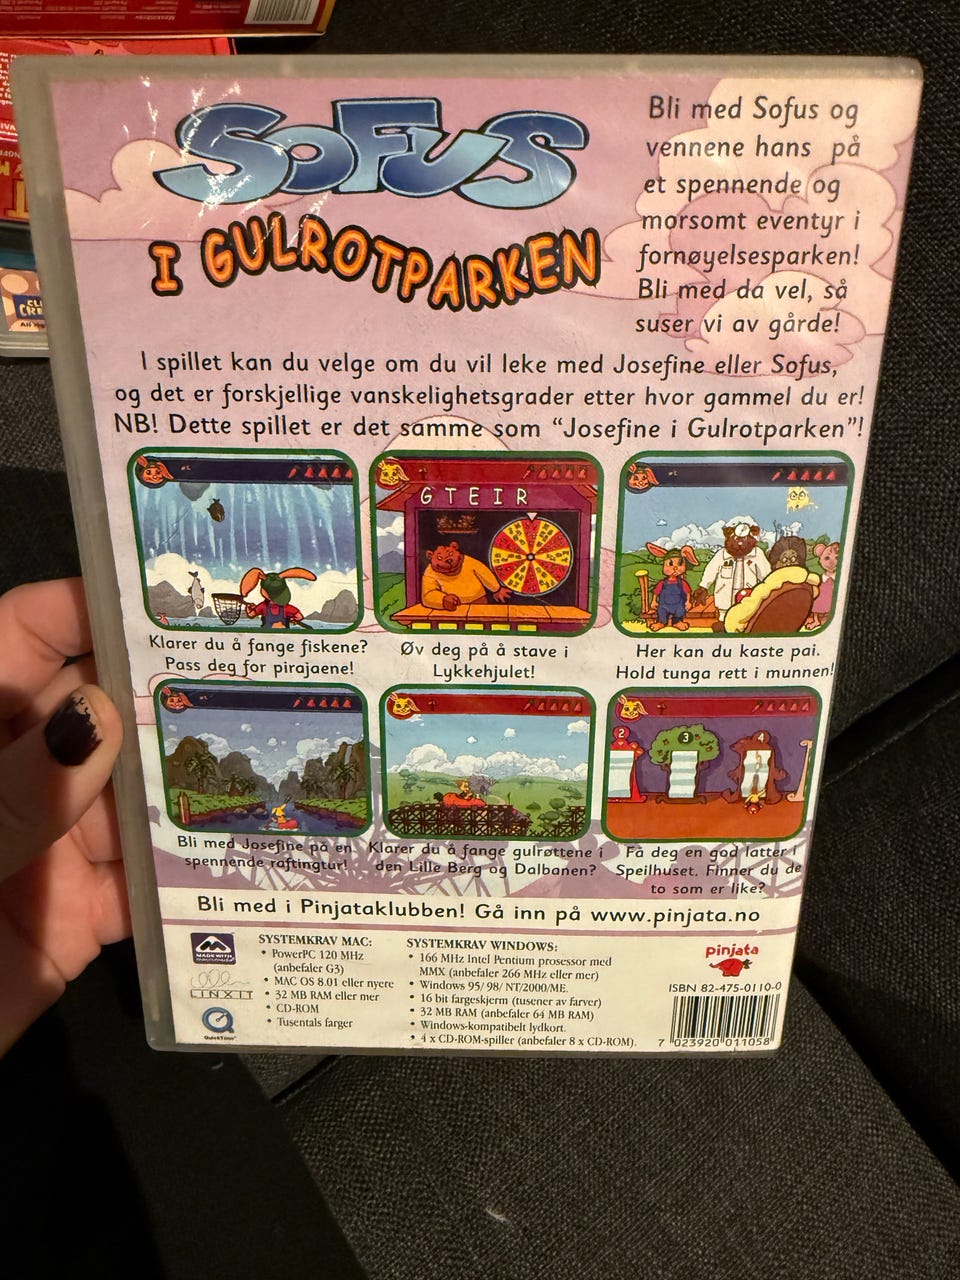 SOFUS
I GULROTPARKEN
Bli med Sofus og
vennene hans på
et spennende og
morsomt eventyr i
fornøyelsesparken!
Bli med da vel, så
suser vi av gårde!
I spillet kan du velge om du vil leke med Josefine eller Sofus,
og det er forskjellige vanskelighetsgrader etter hvor gammel du er!
NB! Dette spillet er det samme som “Josefine i Gulrotparken”!
G T E I R
Klarer du å fange fiskene?
Pass deg for pirajaene!
Øv deg på å stave i
Lykkehjulet!
Her kan du kaste pai.
Hold tunga rett i munnen!
2
3
4
Bli med Josefine på en
spennende raftingtur!
Klarer du å fange gulrøttene i
den Lille Berg og Dalbanen?
Få deg en god latter i
Speilhuset. Finner du de
to som er like?
Bli med i Pinjataklubben! Gå inn på www.pinjata.no
MADE WITH
MACROMEDIA
LINXIT
QuickTime
SYSTEMKRAV MAC:
• PowerPC 120 MHz
(anbefaler G3)
• MAC OS 8.01 eller nyere
• 32 MB RAM eller mer
• CD-ROM
• Tusentals farger
SYSTEMKRAV WINDOWS:
• 166 MHz Intel Pentium prosessor med
MMX (anbefaler 266 MHz eller mer)
• Windows 95/ 98/ NT/2000/ME.
• 16 bit fargeskjerm (tusener av farver)
• 32 MB RAM (anbefaler 64 MB RAM)
• Windows-kompatibelt lydkort.
• 4 x CD-ROM-spiller (anbefaler 8 x CD-ROM).
pinjata
ISBN 82-475-0110-0
7 023920 011058